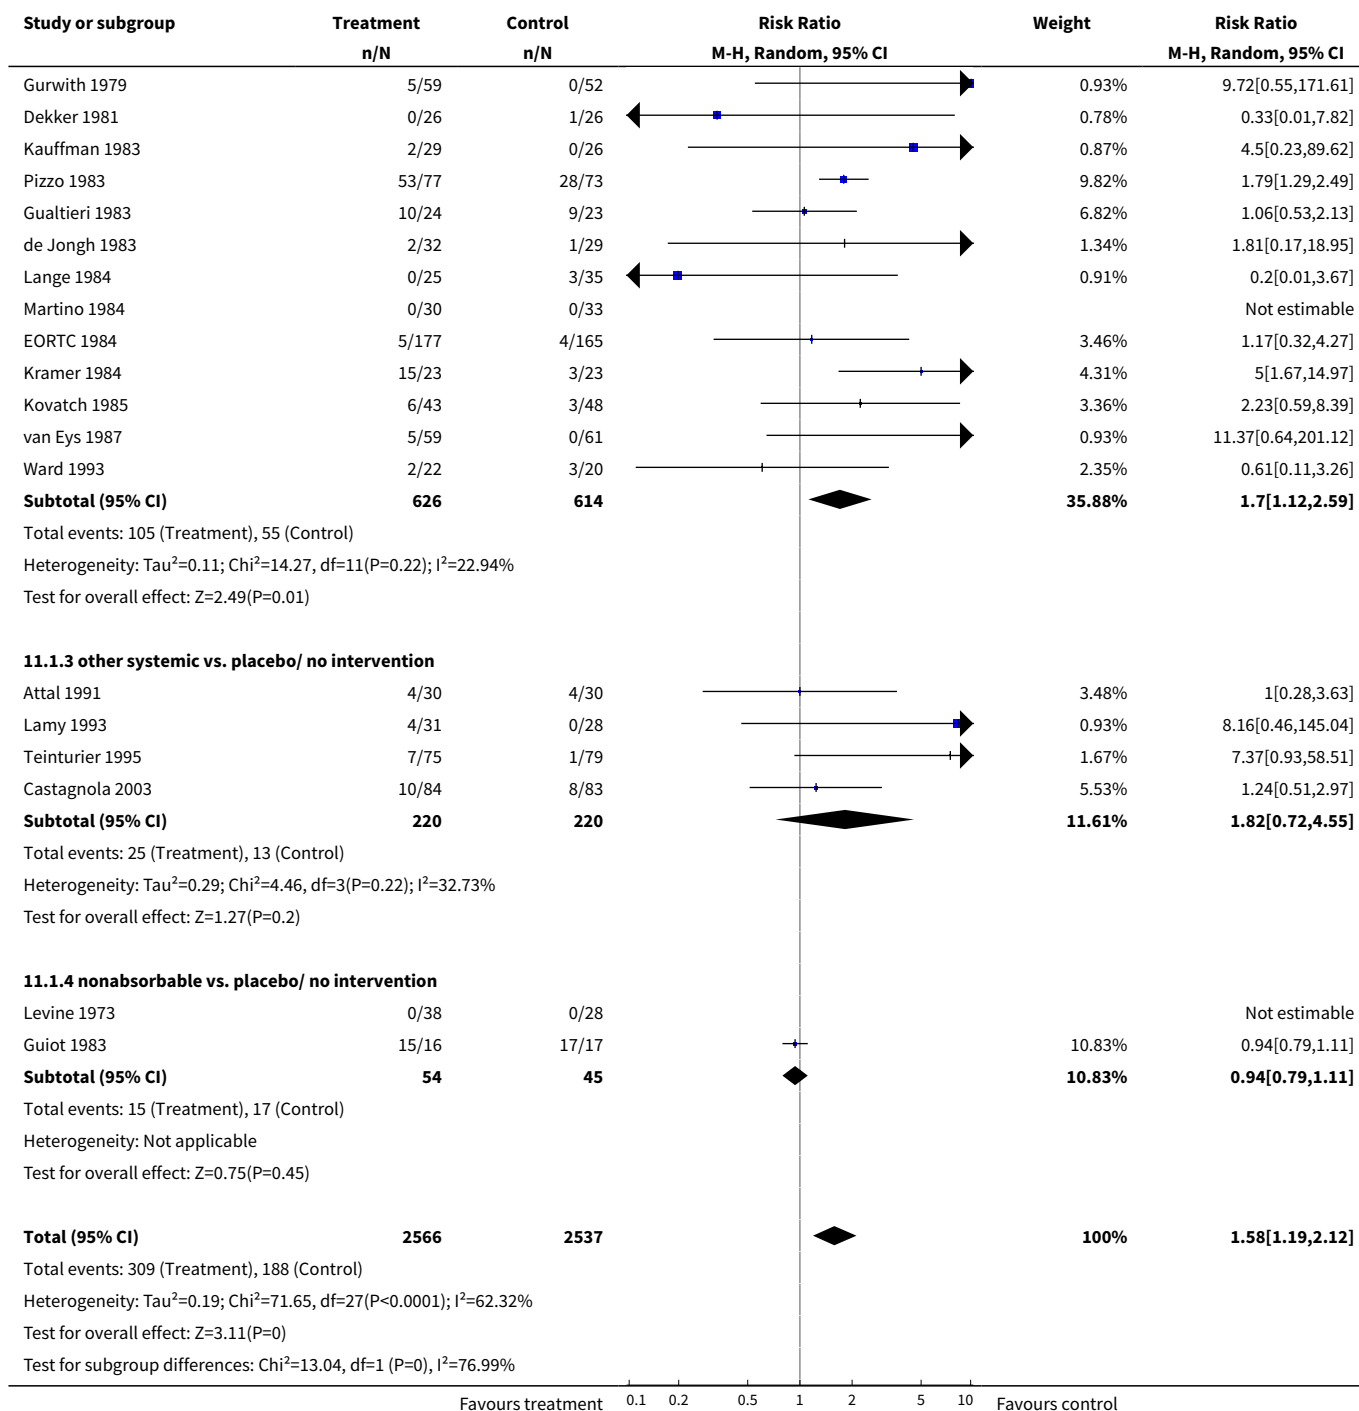 Study or subgroup Treatment Control Risk Ratio Weight Risk Ratio
n/N n/N M-H, Random, 95% CI M-H, Random, 95% CI
Gurwith 1979 5/59 0/52 0.93% 9.72[0.55,171.61]
Dekker 1981 0/26 1/26 0.78% 0.33[0.01,7.82]
Kauffman 1983 2/29 0/26 0.87% 4.5[0.23,89.62]
Pizzo 1983 53/77 28/73 9.82% 1.79[1.29,2.49]
Gualtieri 1983 10/24 9/23 6.82% 1.06[0.53,2.13]
de Jongh 1983 2/32 1/29 1.34% 1.81[0.17,18.95]
Lange 1984 0/25 3/35 0.91% 0.2[0.01,3.67]
Martino 1984 0/30 0/33 Not estimable
EORTC 1984 5/177 4/165 3.46% 1.17[0.32,4.27]
Kramer 1984 15/23 3/23 4.31% 5[1.67,14.97]
Kovatch 1985 6/43 3/48 3.36% 2.23[0.59,8.39]
van Eys 1987 5/59 0/61 0.93% 11.37[0.64,201.12]
Ward 1993 2/22 3/20 2.35% 0.61[0.11,3.26]
Subtotal (95% CI) 626 614 35.88% 1.7[1.12,2.59]
Total events: 105 (Treatment), 55 (Control)
Heterogeneity: Tau²=0.11; Chi²=14.27, df=11(P=0.22); I²=22.94%
Test for overall effect: Z=2.49(P=0.01)
11.1.3 other systemic vs. placebo/ no intervention
Attal 1991 4/30 4/30 3.48% 1[0.28,3.63]
Lamy 1993 4/31 0/28 0.93% 8.16[0.46,145.04]
Teinturier 1995 7/75 1/79 1.67% 7.37[0.93,58.51]
Castagnola 2003 10/84 8/83 5.53% 1.24[0.51,2.97]
Subtotal (95% CI) 220 220 11.61% 1.82[0.72,4.55]
Total events: 25 (Treatment), 13 (Control)
Heterogeneity: Tau²=0.29; Chi²=4.46, df=3(P=0.22); I²=32.73%
Test for overall effect: Z=1.27(P=0.2)
11.1.4 nonabsorbable vs. placebo/ no intervention
Levine 1973 0/38 0/28 Not estimable
Guiot 1983 15/16 17/17 10.83% 0.94[0.79,1.11]
Subtotal (95% CI) 54 45 10.83% 0.94[0.79,1.11]
Total events: 15 (Treatment), 17 (Control)
Heterogeneity: Not applicable
Test for overall effect: Z=0.75(P=0.45)
Total (95% CI) 2566 2537 100% 1.58[1.19,2.12]
Total events: 309 (Treatment), 188 (Control)
Heterogeneity: Tau²=0.19; Chi²=71.65, df=27(P<0.0001); I²=62.32%
Test for overall effect: Z=3.11(P=0)
Test for subgroup differences: Chi²=13.04, df=1 (P=0), I²=76.99%
Favours treatment 0.1 0.2 0.5 1 2 5 10 Favours control